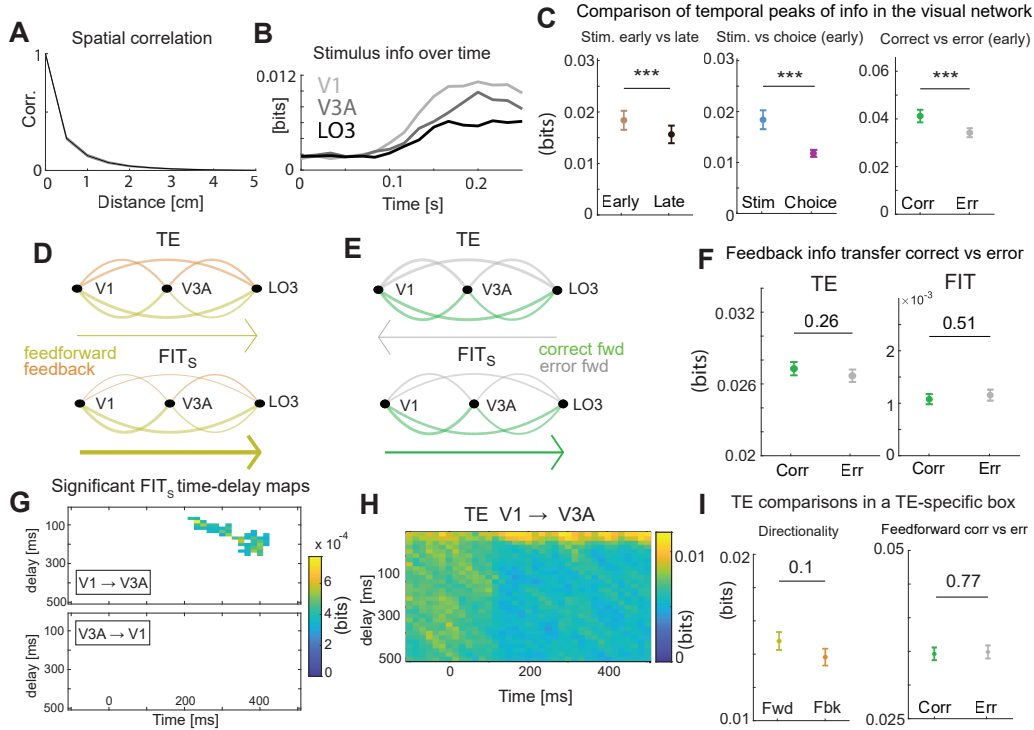 A
Spatial correlation
1
0
Corr.
0 1 2 3 4 5
Distance [cm]
B
Stimulus info over time
0.012
0
[bits]
V1
V3A
LO3
0 0.1 0.2
Time [s]
C
Comparison of temporal peaks of info in the visual network
Stim. early vs late
0.03
0.02
0.01
0
(bits)
***
Early Late
Stim. vs choice (early)
0.03
0.02
0.01
0
***
Stim Choice
Correct vs error (early)
0.06
0.04
0.02
0
***
Corr Err
D
TE
V1 V3A LO3
feedforward
feedback
FITS
V1 V3A LO3
E
TE
V1 V3A LO3
FITS
correct fwd
error fwd
V1 V3A LO3
F
Feedback info transfer correct vs error
TE
0.032
0.026
0.02
(bits)
0.26
Corr Err
FIT
×10⁻³
2
1
0
0.51
Corr Err
G
Significant FITS time-delay maps
delay [ms]
100
300
500
V1 → V3A
delay [ms]
100
300
500
V3A → V1
0 200 400
Time [ms]
x 10⁻⁴
8
6
4
2
0
(bits)
H
TE V1 → V3A
delay [ms]
100
300
500
0 200 400
Time [ms]
0.01
0
(bits)
I
TE comparisons in a TE-specific box
Directionality
0.02
0.01
(bits)
0.1
Fwd Fbk
Feedforward corr vs err
0.05
0.025
0.77
Corr Err